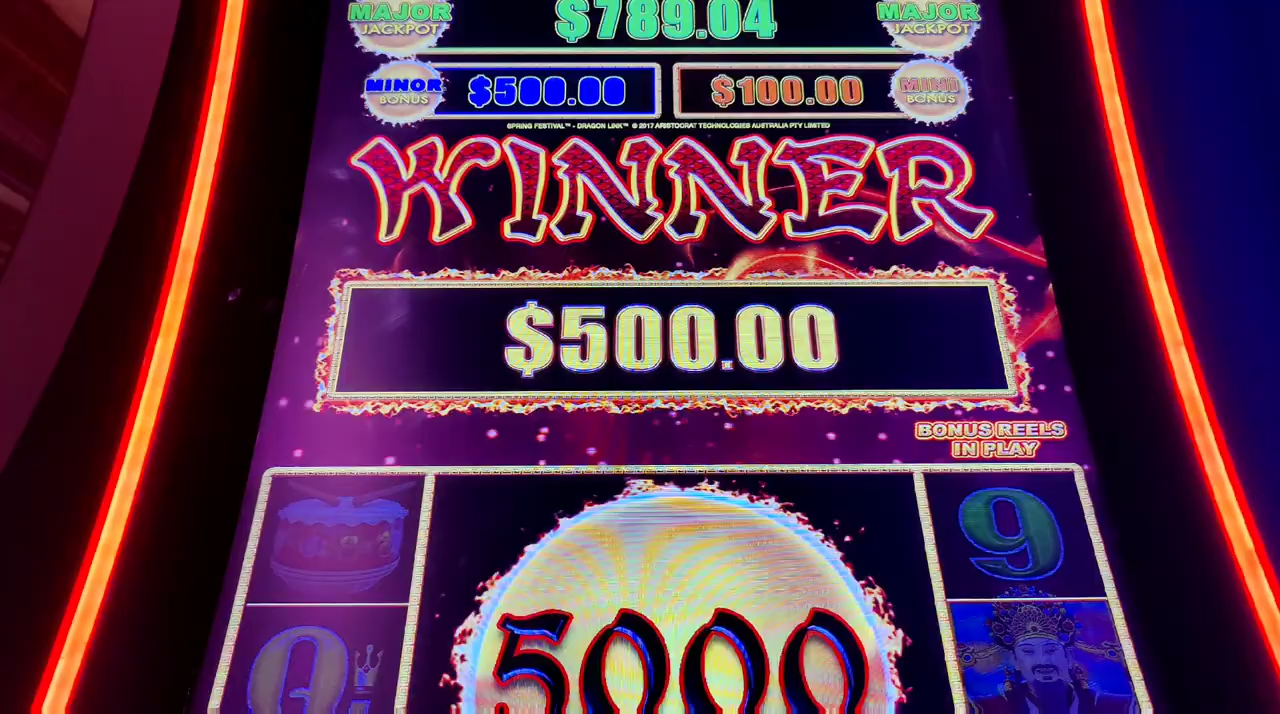 MAJOR JACKPOT $789.04 MAJOR JACKPOT
MINOR BONUS $500.00 $100.00 MINI BONUS
SPRING FESTIVAL™ - DRAGON LINK™ © 2017 ARISTOCRAT TECHNOLOGIES AUSTRALIA PTY LIMITED
WINNER
$500.00
BONUS REELS
IN PLAY
9
5000
Q